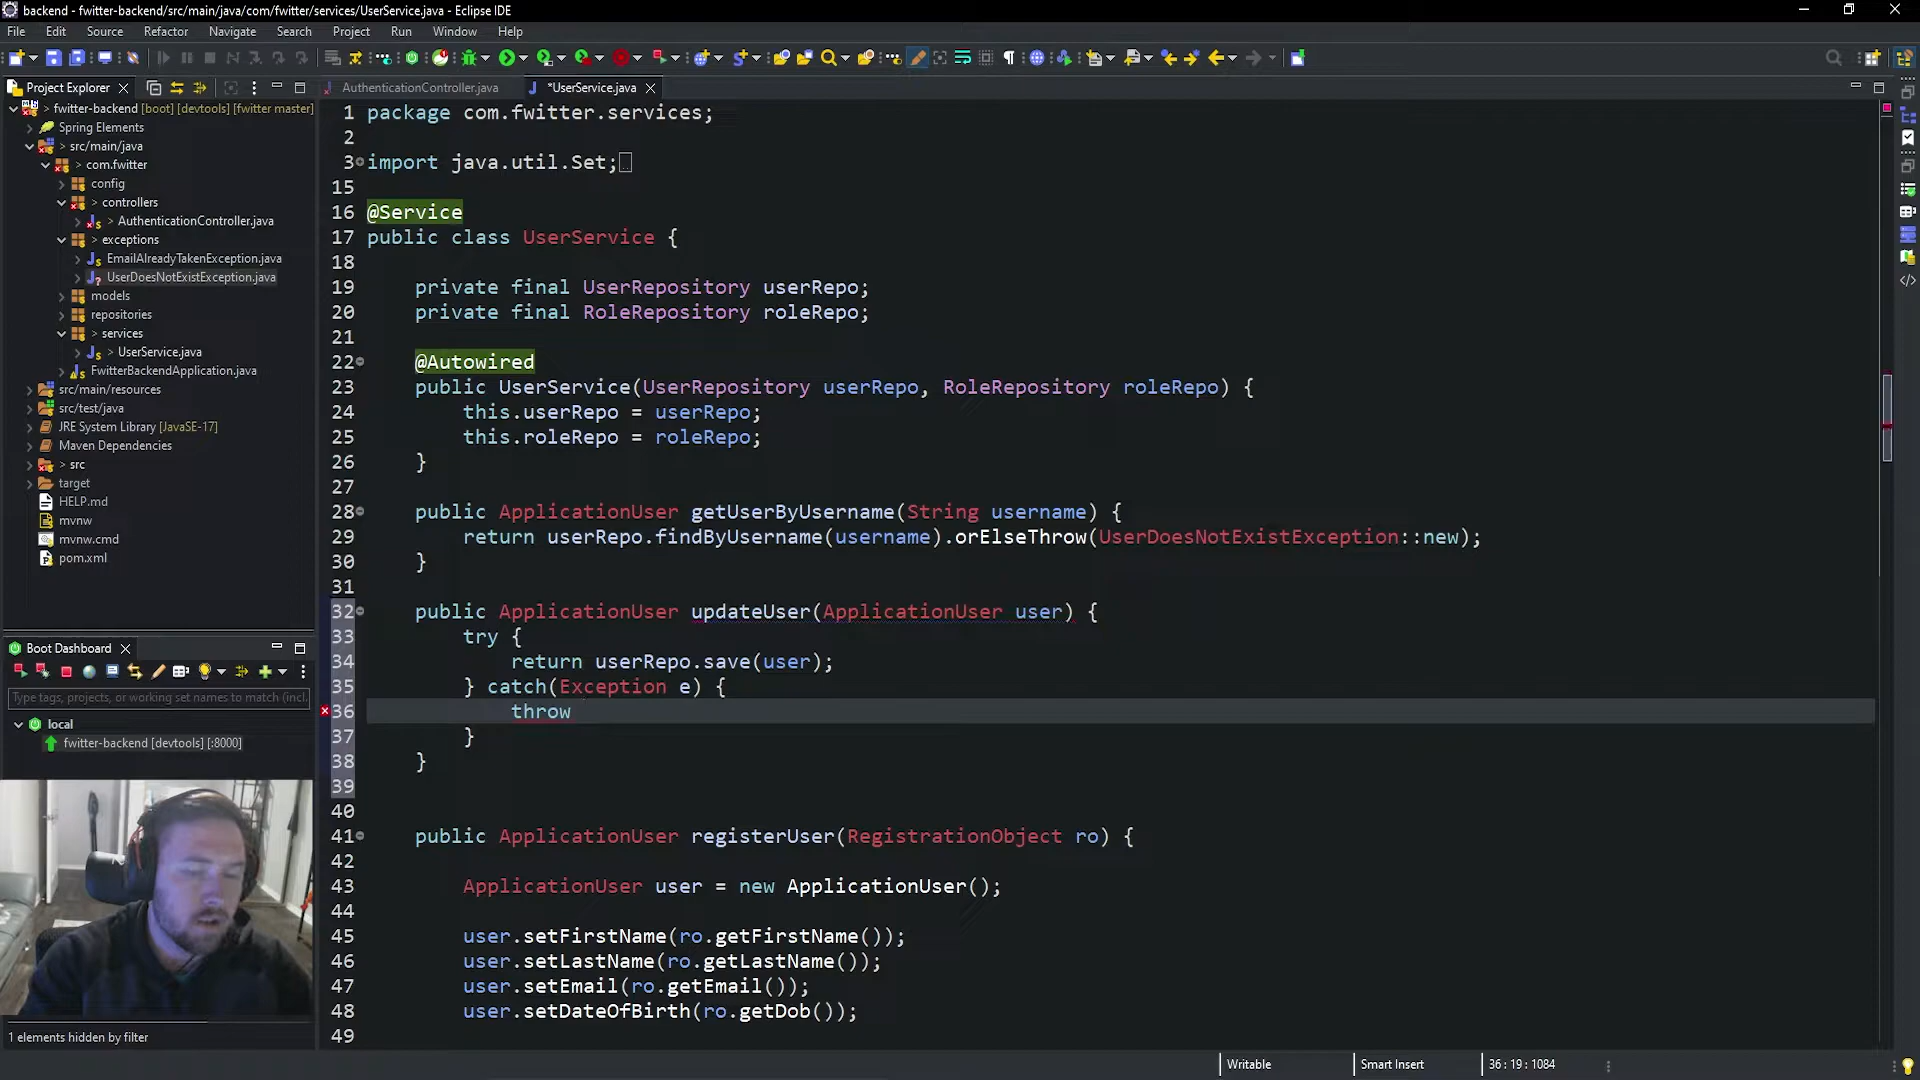 backend - fwitter-backend/src/main/java/com/fwitter/services/UserService.java - Eclipse IDE
File Edit Source Refactor Navigate Search Project Run Window Help
Project Explorer
AuthenticationController.java
*UserService.java
> fwitter-backend [boot] [devtools] [fwitter master]
Spring Elements
> src/main/java
> com.fwitter
config
> controllers
> AuthenticationController.java
> exceptions
> EmailAlreadyTakenException.java
UserDoesNotExistException.java
models
repositories
> services
> UserService.java
FwitterBackendApplication.java
src/main/resources
src/test/java
JRE System Library [JavaSE-17]
Maven Dependencies
> src
target
HELP.md
mvnw
mvnw.cmd
pom.xml
Boot Dashboard
Type tags, projects, or working set names to match (incl.
local
fwitter-backend [devtools] [:8000]
1 elements hidden by filter
1 package com.fwitter.services;
2
3 import java.util.Set;
15
16 @Service
17 public class UserService {
18
19 private final UserRepository userRepo;
20 private final RoleRepository roleRepo;
21
22 @Autowired
23 public UserService(UserRepository userRepo, RoleRepository roleRepo) {
24 this.userRepo = userRepo;
25 this.roleRepo = roleRepo;
26 }
27
28 public ApplicationUser getUserByUsername(String username) {
29 return userRepo.findByUsername(username).orElseThrow(UserDoesNotExistException::new);
30 }
31
32 public ApplicationUser updateUser(ApplicationUser user) {
33 try {
34 return userRepo.save(user);
35 } catch(Exception e) {
36 throw
37 }
38 }
39
40
41 public ApplicationUser registerUser(RegistrationObject ro) {
42
43 ApplicationUser user = new ApplicationUser();
44
45 user.setFirstName(ro.getFirstName());
46 user.setLastName(ro.getLastName());
47 user.setEmail(ro.getEmail());
48 user.setDateOfBirth(ro.getDob());
49
Writable
Smart Insert
36 : 19 : 1084